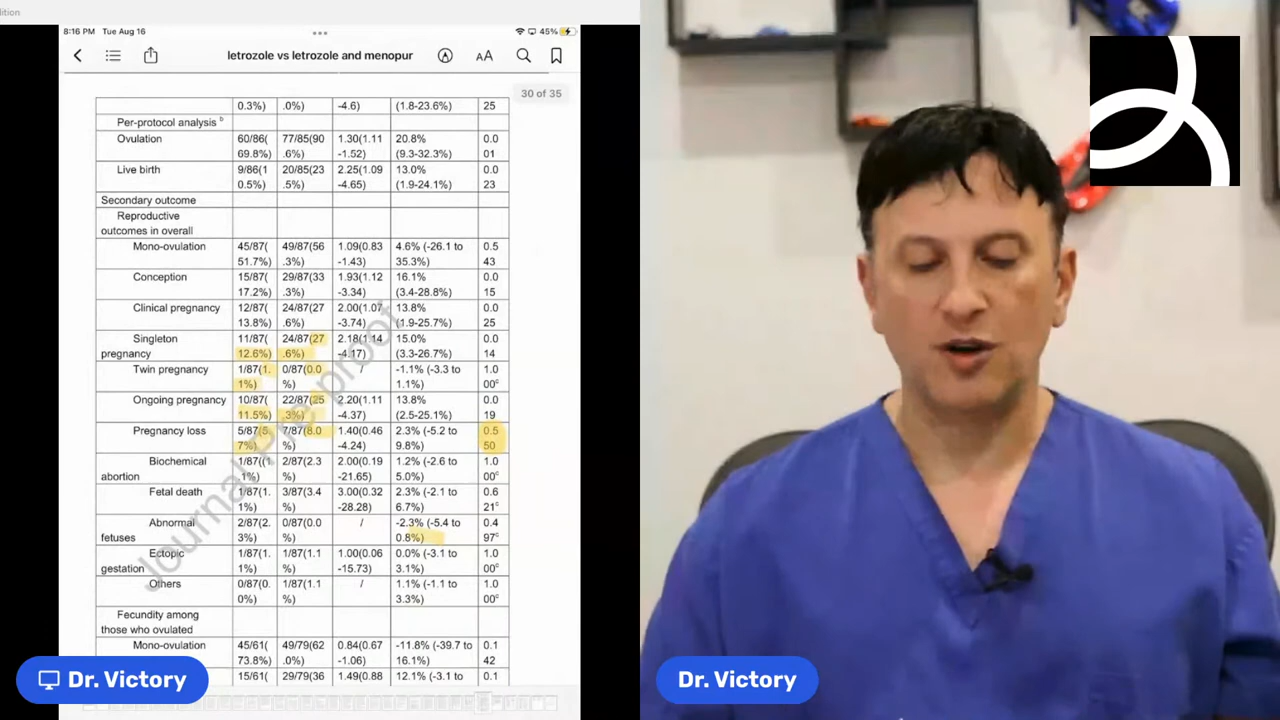 dition
8:16 PM Tue Aug 16
45%
letrozole vs letrozole and menopur
AA
30 of 35
0.3%) .0%) -4.6) (1.8-23.6%) 25
Per-protocol analysis b
Ovulation 60/86( 77/85(90 1.30(1.11 20.8% 0.0
69.8%) .6%) -1.52) (9.3-32.3%) 01
Live birth 9/86(1 20/85(23 2.25(1.09 13.0% 0.0
0.5%) .5%) -4.65) (1.9-24.1%) 23
Secondary outcome
Reproductive
outcomes in overall
Mono-ovulation 45/87( 49/87(56 1.09(0.83 4.6% (-26.1 to 0.5
51.7%) .3%) -1.43) 35.3%) 43
Conception 15/87( 29/87(33 1.93(1.12 16.1% 0.0
17.2%) .3%) -3.34) (3.4-28.8%) 15
Clinical pregnancy 12/87( 24/87(27 2.00(1.07 13.8% 0.0
13.8%) .6%) -3.74) (1.9-25.7%) 25
Singleton 11/87( 24/87(27 2.18(1.14 15.0% 0.0
pregnancy 12.6%) .6%) -4.17) (3.3-26.7%) 14
Twin pregnancy 1/87(1. 0/87(0.0 / -1.1% (-3.3 to 1.0
1%) %) 1.1%) 00c
Ongoing pregnancy 10/87( 22/87(25 2.20(1.11 13.8% 0.0
11.5%) .3%) -4.37) (2.5-25.1%) 19
Pregnancy loss 5/87(5. 7/87(8.0 1.40(0.46 2.3% (-5.2 to 0.5
7%) %) -4.24) 9.8%) 50
Biochemical 1/87((1 2/87(2.3 2.00(0.19 1.2% (-2.6 to 1.0
abortion .1%) %) -21.65) 5.0%) 00c
Fetal death 1/87(1. 3/87(3.4 3.00(0.32 2.3% (-2.1 to 0.6
1%) %) -28.28) 6.7%) 21c
Abnormal 2/87(2. 0/87(0.0 / -2.3% (-5.4 to 0.4
fetuses 3%) %) 0.8%) 97c
Ectopic 1/87(1. 1/87(1.1 1.00(0.06 0.0% (-3.1 to 1.0
gestation 1%) %) -15.73) 3.1%) 00c
Others 0/87(0. 1/87(1.1 / 1.1% (-1.1 to 1.0
0%) %) 3.3%) 00c
Fecundity among
those who ovulated
Mono-ovulation 45/61( 49/79(62 0.84(0.67 -11.8% (-39.7 to 0.1
73.8%) .0%) -1.06) 16.1%) 42
15/61( 29/79(36 1.49(0.88 12.1% (-3.1 to 0.1
Journal Pre-proof
Dr. Victory
Dr. Victory